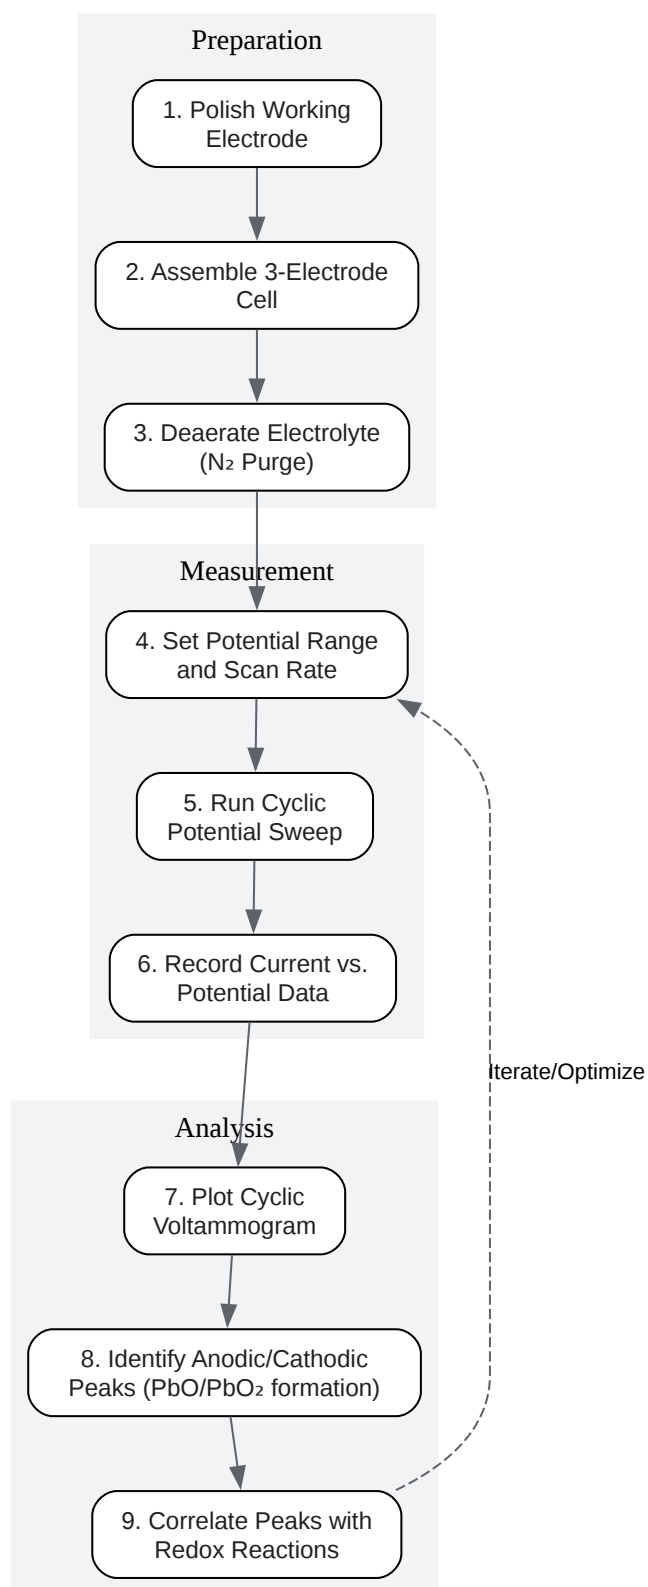 Preparation
1. Polish Working
Electrode
2. Assemble 3-Electrode
Cell
3. Deaerate Electrolyte
(N₂ Purge)
Measurement
4. Set Potential Range
and Scan Rate
5. Run Cyclic
Potential Sweep
6. Record Current vs.
Potential Data
Iterate/Optimize
Analysis
7. Plot Cyclic
Voltammogram
8. Identify Anodic/Cathodic
Peaks (PbO/PbO₂ formation)
9. Correlate Peaks with
Redox Reactions